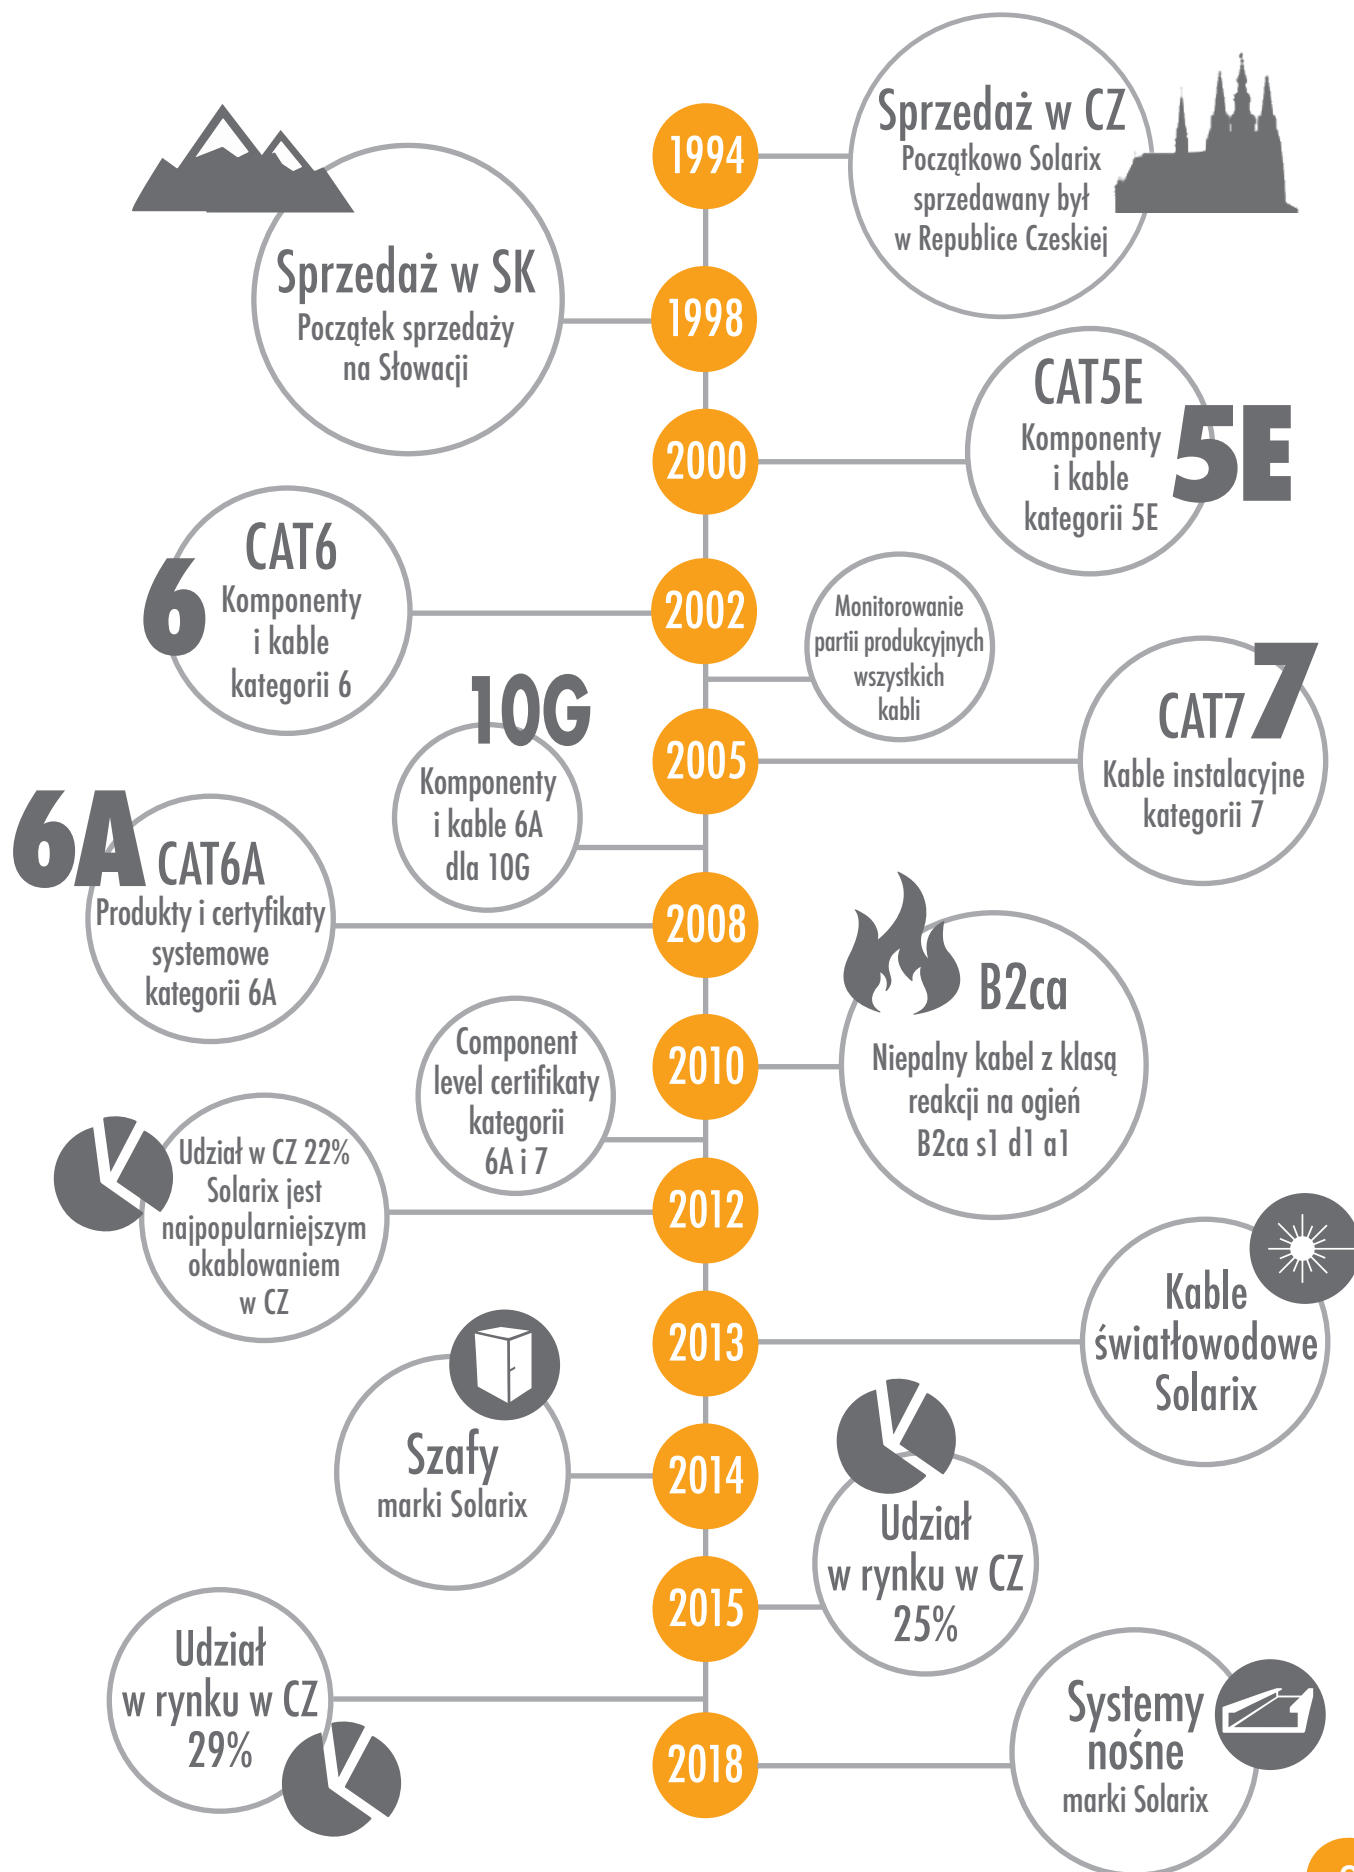 1994
Sprzedaż w CZ
Początkowo Solarix
sprzedawany był
w Republice Czeskiej
1998
Sprzedaż w SK
Początek sprzedaży
na Słowacji
2000
CAT5E
Komponenty
i kable
kategorii 5E
5E
2002
CAT6
Komponenty
i kable
kategorii 6
6
Monitorowanie
partii produkcyjnych
wszystkich
kabli
2005
CAT7
Kable instalacyjne
kategorii 7
7
10G
Komponenty
i kable 6A
dla 10G
2008
6A
CAT6A
Produkty i certyfikaty
systemowe
kategorii 6A
2010
B2ca
Niepalny kabel z klasą
reakcji na ogień
B2ca s1 d1 a1
Component
level certifikaty
kategorii
6A i 7
2012
Udział w CZ 22%
Solarix jest
najpopularniejszym
okablowaniem
w CZ
2013
Kable
światłowodowe
Solarix
2014
Szafy
marki Solarix
2015
Udział
w rynku w CZ
25%
Udział
w rynku w CZ
29%
2018
Systemy
nośne
marki Solarix